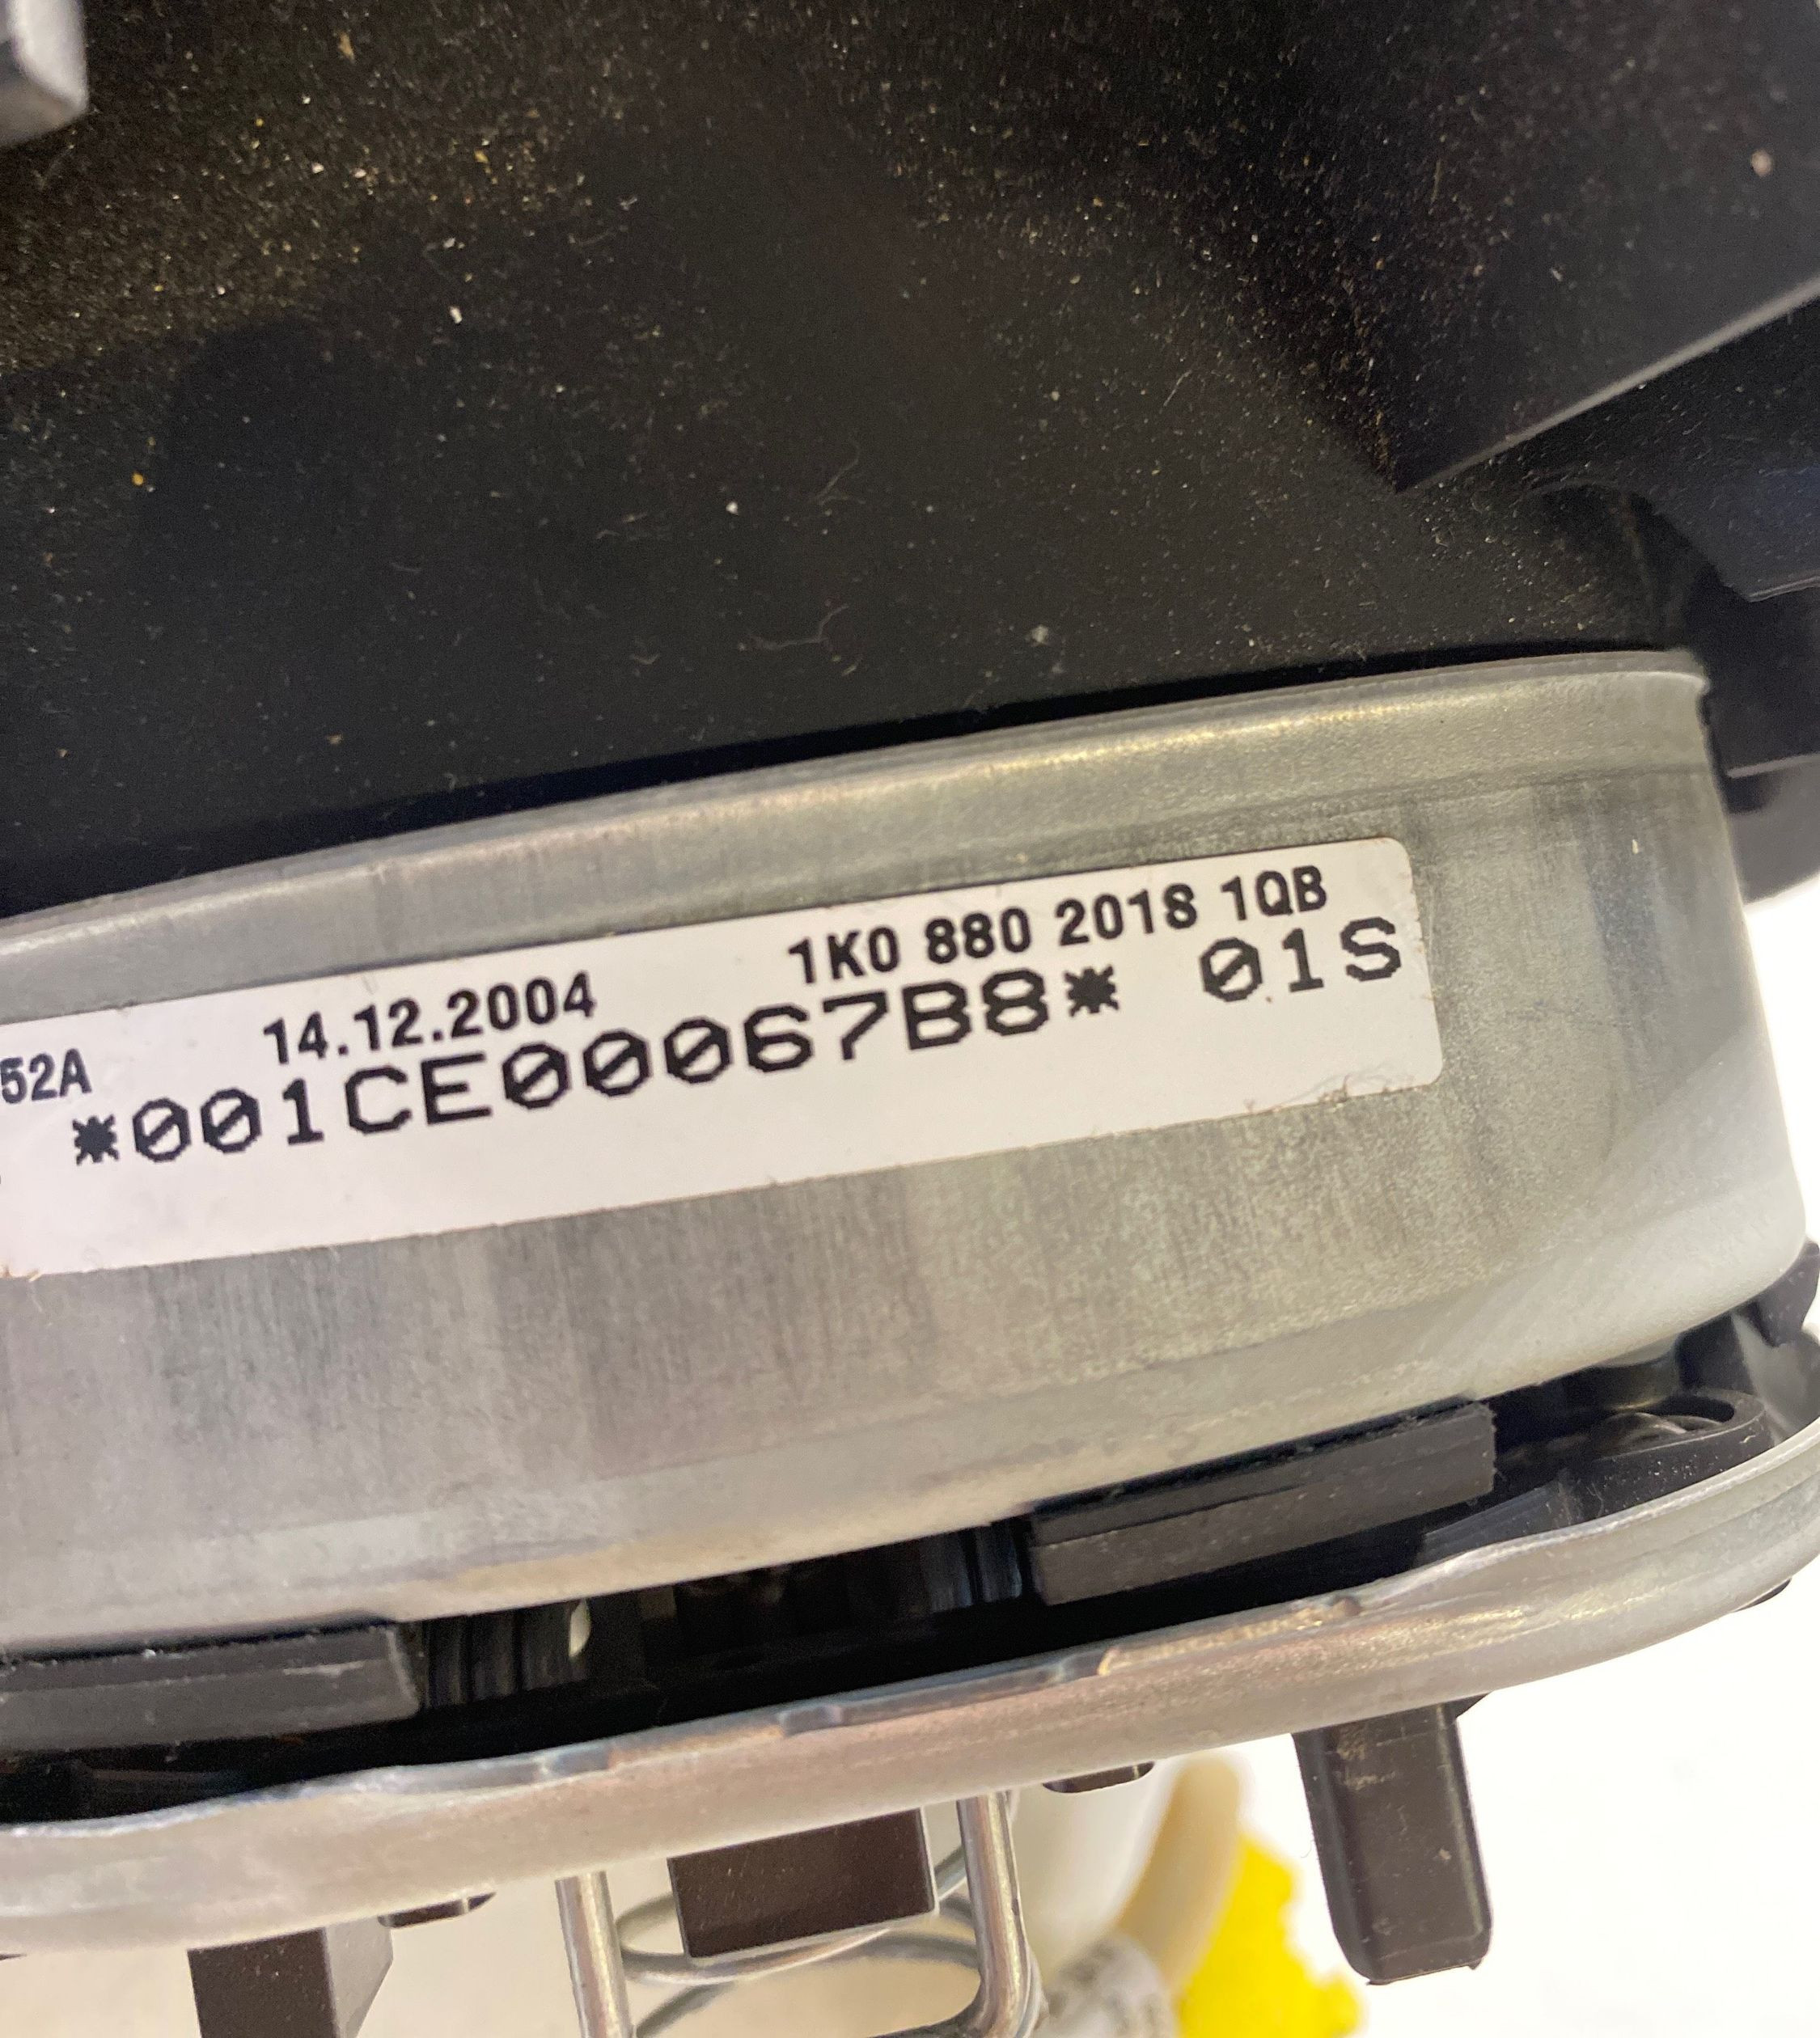 52A 14.12.2004 1K0 880 2018 1QB
*001CE00067B8* 01S